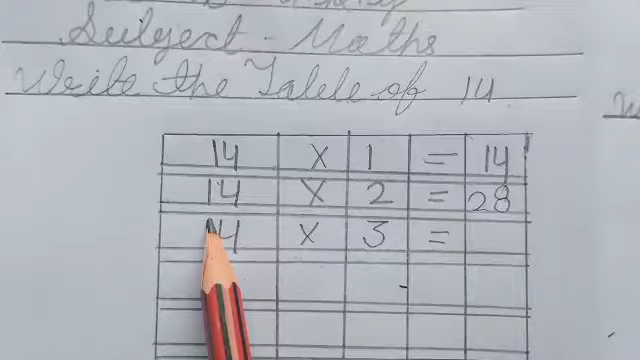 Subject - Maths
Write the Table of 14
14 X 1 = 14
14 X 2 = 28
14 X 3 =